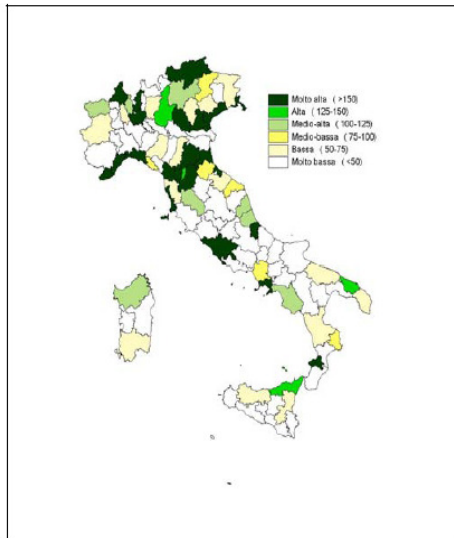 Molto alta (>150)
Alta (125-150)
Medio-alta (100-125)
Medio-bassa (75-100)
Bassa (50-75)
Molto bassa (<50)